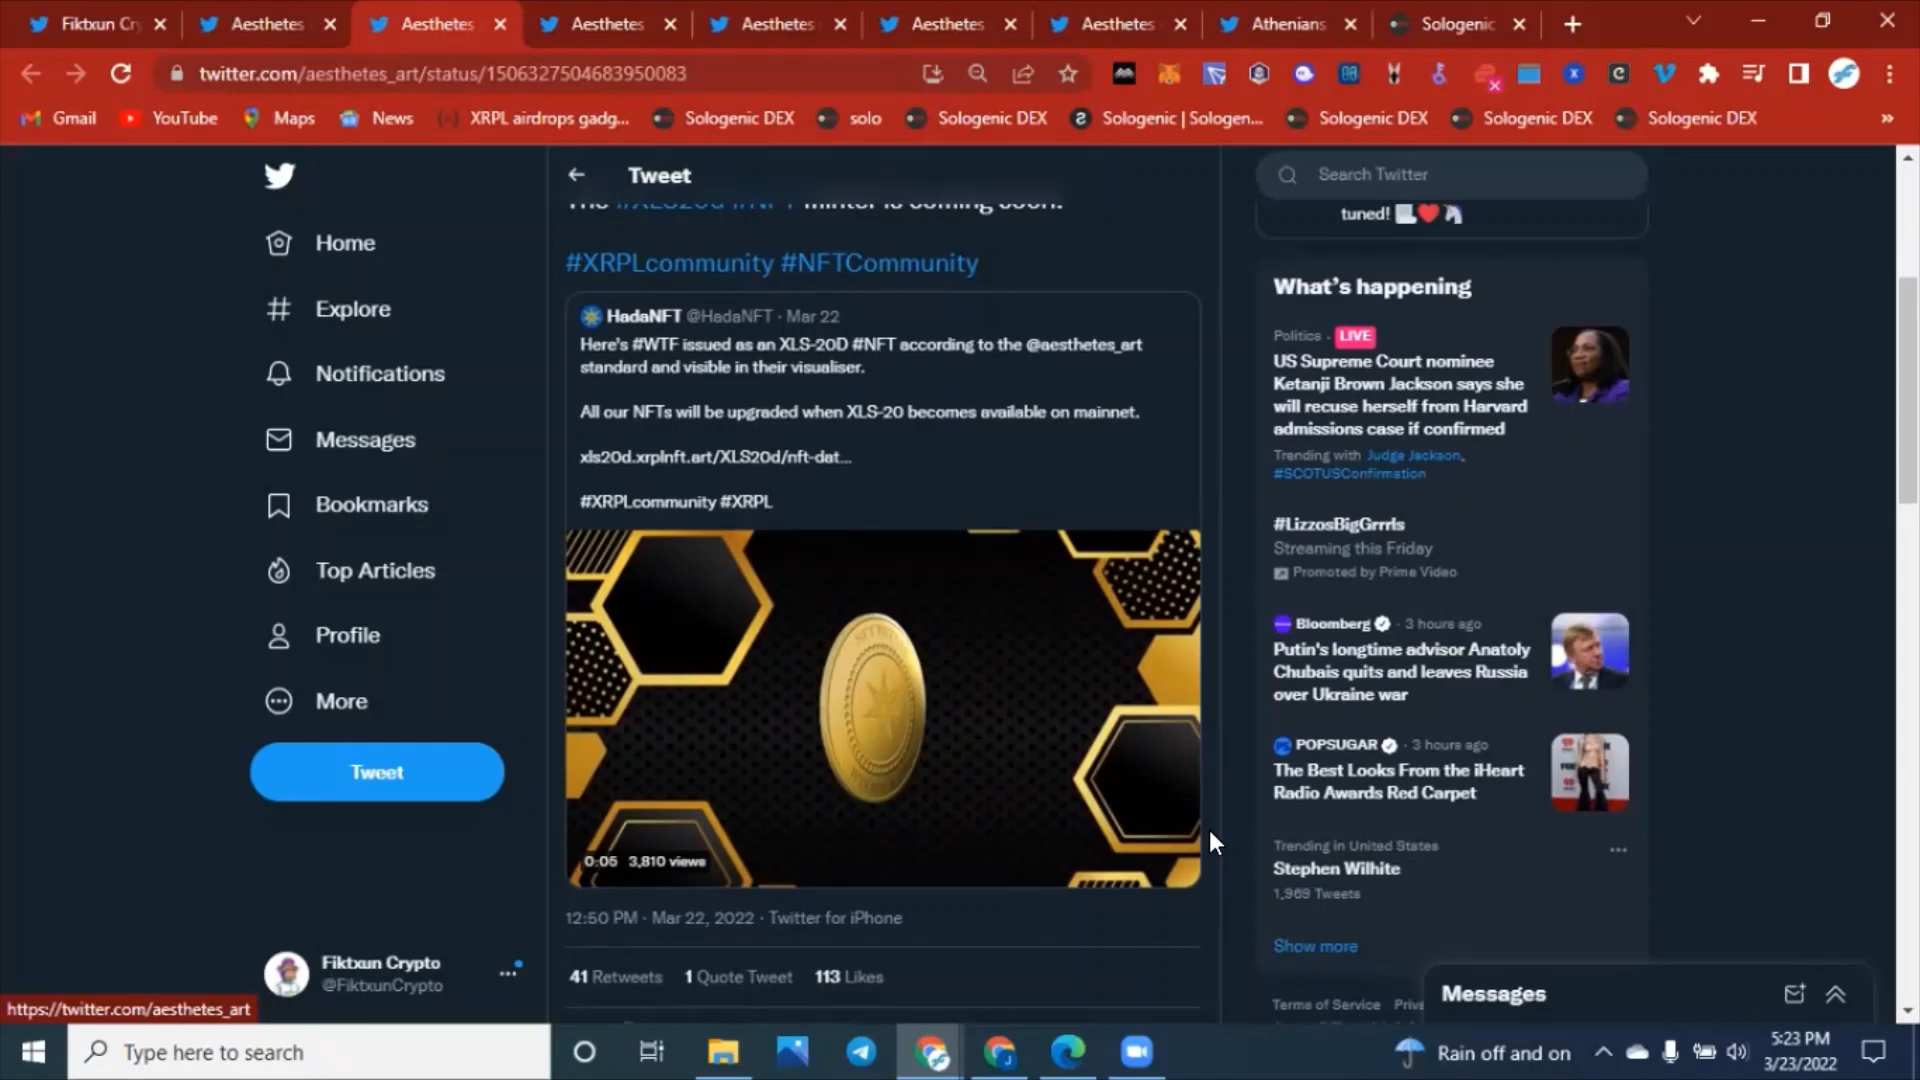 Fiktxun Cr
Aesthetes
Aesthetes
Aesthetes
Aesthetes
Aesthetes
Aesthetes
Athenians
Sologenic
twitter.com/aesthetes_art/status/1506327504683950083
Gmail
YouTube
Maps
News
XRPL airdrops gadg...
Sologenic DEX
solo
Sologenic DEX
Sologenic | Sologen...
Sologenic DEX
Sologenic DEX
Sologenic DEX
»
Home
Explore
Notifications
Messages
Bookmarks
Top Articles
Profile
More
Tweet
Fiktxun Crypto
@FiktxunCrypto
https://twitter.com/aesthetes_art
Tweet
The #XLS20d #NFT minter is coming soon.
#XRPLcommunity #NFTCommunity
HadaNFT @HadaNFT · Mar 22
Here's #WTF issued as an XLS-20D #NFT according to the @aesthetes_art
standard and visible in their visualiser.
All our NFTs will be upgraded when XLS-20 becomes available on mainnet.
xls20d.xrplnft.art/XLS20d/nft-dat...
#XRPLcommunity #XRPL
0:05 3,810 views
12:50 PM · Mar 22, 2022 · Twitter for iPhone
41 Retweets 1 Quote Tweet 113 Likes
Search Twitter
tuned!
What's happening
Politics · LIVE
US Supreme Court nominee
Ketanji Brown Jackson says she
will recuse herself from Harvard
admissions case if confirmed
Trending with Judge Jackson,
#SCOTUSConfirmation
#LizzosBigGrrrls
Streaming this Friday
Promoted by Prime Video
Bloomberg · 3 hours ago
Putin's longtime advisor Anatoly
Chubais quits and leaves Russia
over Ukraine war
POPSUGAR · 3 hours ago
The Best Looks From the iHeart
Radio Awards Red Carpet
Trending in United States
Stephen Wilhite
1,969 Tweets
Show more
Terms of Service
Messages
Type here to search
Rain off and on
5:23 PM
3/23/2022